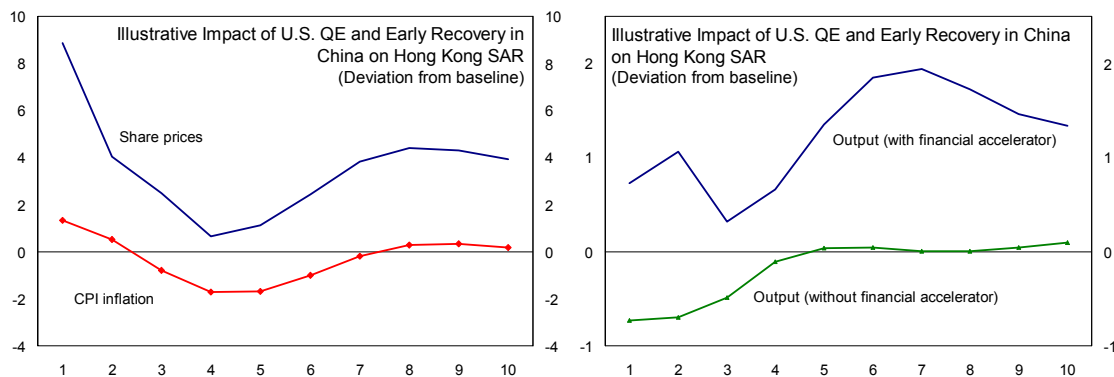 Illustrative Impact of U.S. QE and Early Recovery in
China on Hong Kong SAR
(Deviation from baseline)
10
8
6
4
2
0
-2
-4
10
8
6
4
2
0
-2
-4
Share prices
CPI inflation
1 2 3 4 5 6 7 8 9 10
Illustrative Impact of U.S. QE and Early Recovery in China
on Hong Kong SAR
(Deviation from baseline)
2
1
0
-1
2
1
0
-1
Output (with financial accelerator)
Output (without financial accelerator)
1 2 3 4 5 6 7 8 9 10